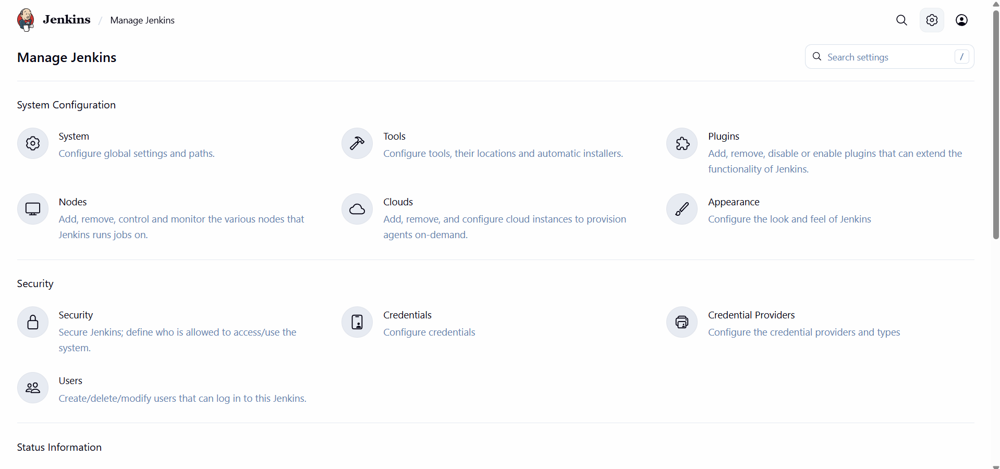 Jenkins / Manage Jenkins
Manage Jenkins
Search settings /
System Configuration
System
Configure global settings and paths.
Tools
Configure tools, their locations and automatic installers.
Plugins
Add, remove, disable or enable plugins that can extend the
functionality of Jenkins.
Nodes
Add, remove, control and monitor the various nodes that
Jenkins runs jobs on.
Clouds
Add, remove, and configure cloud instances to provision
agents on-demand.
Appearance
Configure the look and feel of Jenkins
Security
Security
Secure Jenkins; define who is allowed to access/use the
system.
Credentials
Configure credentials
Credential Providers
Configure the credential providers and types
Users
Create/delete/modify users that can log in to this Jenkins.
Status Information